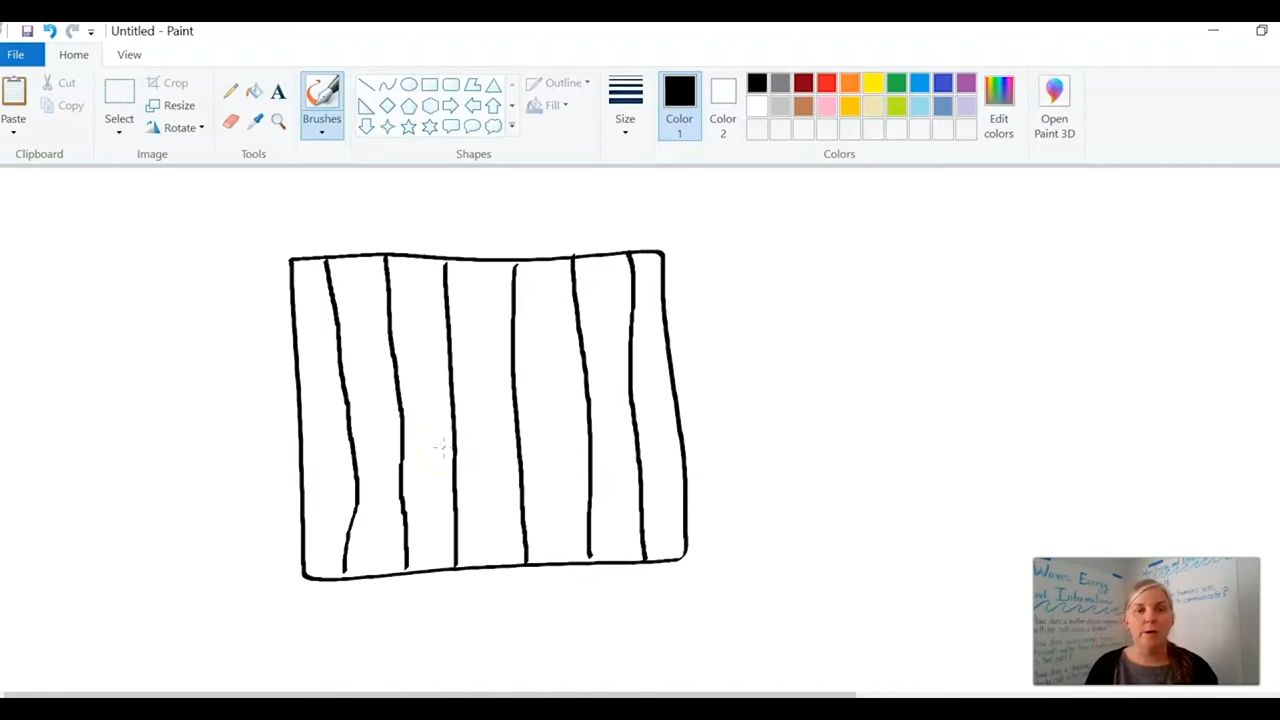 Untitled - Paint
File Home View
Cut
Copy
Paste
Clipboard
Select
Crop
Resize
Rotate
Image
A
Tools
Brushes
Shapes
Outline
Fill
Size
Color
1
Color
2
Colors
Edit
colors
Open
Paint 3D
Waves, Energy
and Information